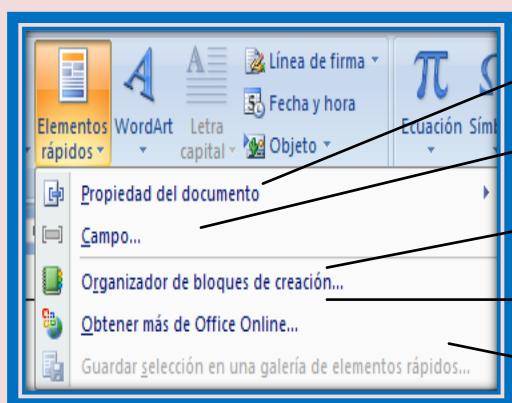 Línea de firma
Fecha y hora
Objeto
Elementos rápidos
WordArt
Letra capital
π
Ecuación
Propiedad del documento
Campo...
Organizador de bloques de creación...
Obtener más de Office Online...
Guardar selección en una galería de elementos rápidos...